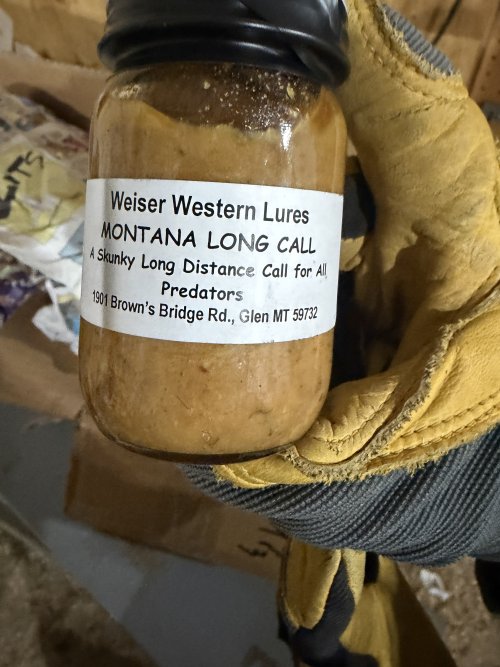 Weiser Western Lures
MONTANA LONG CALL
A Skunky Long Distance Call for All
Predators
1901 Brown's Bridge Rd., Glen MT 59732